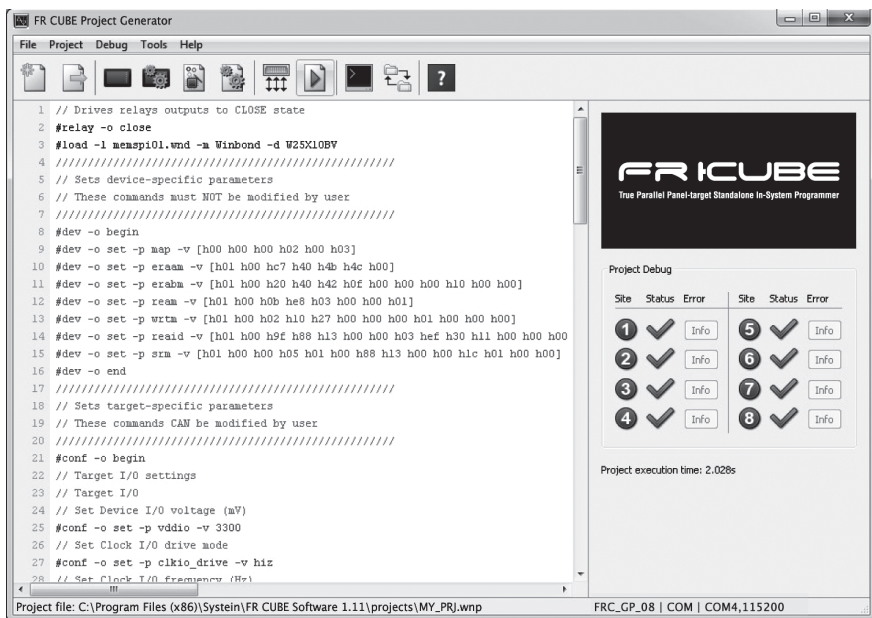 FR CUBE Project Generator
File Project Debug Tools Help
1 // Drives relays outputs to CLOSE state
2 #relay -o close
3 #load -l memspi01.wnd -m Winbond -d W25X10BV
4 /////////////////////////////////////////////////////
5 // Sets device-specific parameters
6 // These commands must NOT be modified by user
7 /////////////////////////////////////////////////////
8 #dev -o begin
9 #dev -o set -p map -v [h00 h00 h00 h02 h00 h03]
10 #dev -o set -p eraam -v [h01 h00 hc7 h40 h4b h4c h00]
11 #dev -o set -p erabm -v [h01 h00 h20 h40 h42 h0f h00 h00 h00 h10 h00 h00]
12 #dev -o set -p ream -v [h01 h00 h0b he8 h03 h00 h00 h01]
13 #dev -o set -p wrtm -v [h01 h00 h02 h10 h27 h00 h00 h00 h01 h00 h00 h00]
14 #dev -o set -p reaid -v [h01 h00 h9f h88 h13 h00 h00 h03 hef h30 h11 h00 h00 h00
15 #dev -o set -p srm -v [h01 h00 h00 h05 h01 h00 h88 h13 h00 h00 h1c h01 h00 h00]
16 #dev -o end
17 /////////////////////////////////////////////////////
18 // Sets target-specific parameters
19 // These commands CAN be modified by user
20 /////////////////////////////////////////////////////
21 #conf -o begin
22 // Target I/O settings
23 // Target I/O
24 // Set Device I/O voltage (mV)
25 #conf -o set -p vddio -v 3300
26 // Set Clock I/O drive mode
27 #conf -o set -p clkio_drive -v hiz
28 // Set Clock I/O frequency (Hz)
FR CUBE
True Parallel Panel-target Standalone In-System Programmer
Project Debug
Site Status Error Site Status Error
1 Info 5 Info
2 Info 6 Info
3 Info 7 Info
4 Info 8 Info
Project execution time: 2.028s
Project file: C:\Program Files (x86)\Systein\FR CUBE Software 1.11\projects\MY_PRJ.wnp
FRC_GP_08 | COM | COM4,115200